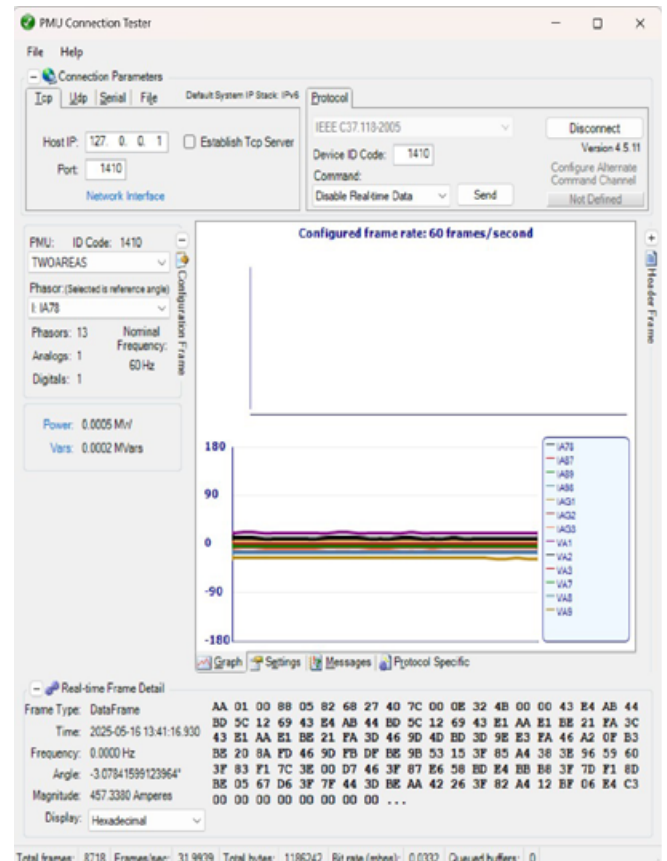 PMU Connection Tester
File Help
Connection Parameters
Tcp Udp Serial File Default System IP Stack: IPv6
Protocol
Host IP: 127. 0. 0. 1 Establish Tcp Server
Port: 1410
Network Interface
IEEE C37.118-2005
Device ID Code: 1410
Command:
Disable Real-time Data Send
Disconnect
Version 4.5.11
Configure Alternate
Command Channel
Not Defined
PMU: ID Code: 1410
TWOAREAS
Phasor: (Selected is reference angle)
I: IA78
Phasors: 13 Nominal
Frequency:
Analogs: 1
60 Hz
Digitals: 1
Configuration Frame
Power: 0.0005 MW
Vars: 0.0002 MVars
Configured frame rate: 60 frames/second
Header Frame
180
90
0
-90
-180
IA78
IA87
IA89
IA98
IAG1
IAG2
IAG3
VA1
VA2
VA3
VA7
VA8
VA9
Graph Settings Messages Protocol Specific
Real-time Frame Detail
Frame Type: DataFrame
Time: 2025-05-16 13:41:16.930
Frequency: 0.0000 Hz
Angle: -3.07841599123964°
Magnitude: 457.3380 Amperes
Display: Hexadecimal
AA 01 00 88 05 82 68 27 40 7C 00 0E 32 4B 00 00 43 E4 AB 44
BD 5C 12 69 43 E4 AB 44 BD 5C 12 69 43 E1 AA E1 BE 21 FA 3C
43 E1 AA E1 BE 21 FA 3D 46 9D 4D BD 3D 9E E3 FA 46 A2 0F B3
BE 20 8A FD 46 9D FB DF BE 9B 53 15 3F 85 A4 38 3E 96 59 60
3F 83 F1 7C 3E 00 D7 46 3F 87 E6 58 BD E4 BB B8 3F 7D F1 8D
BE 05 67 D6 3F 7F 44 3D BE AA 42 26 3F 82 A4 12 BF 06 E4 C3
00 00 00 00 00 00 00 00 ...
Total frames: 8718 Frames/sec: 31.9939 Total bytes: 1186242 Bit rate (mbps): 0.0332 Queued buffers: 0